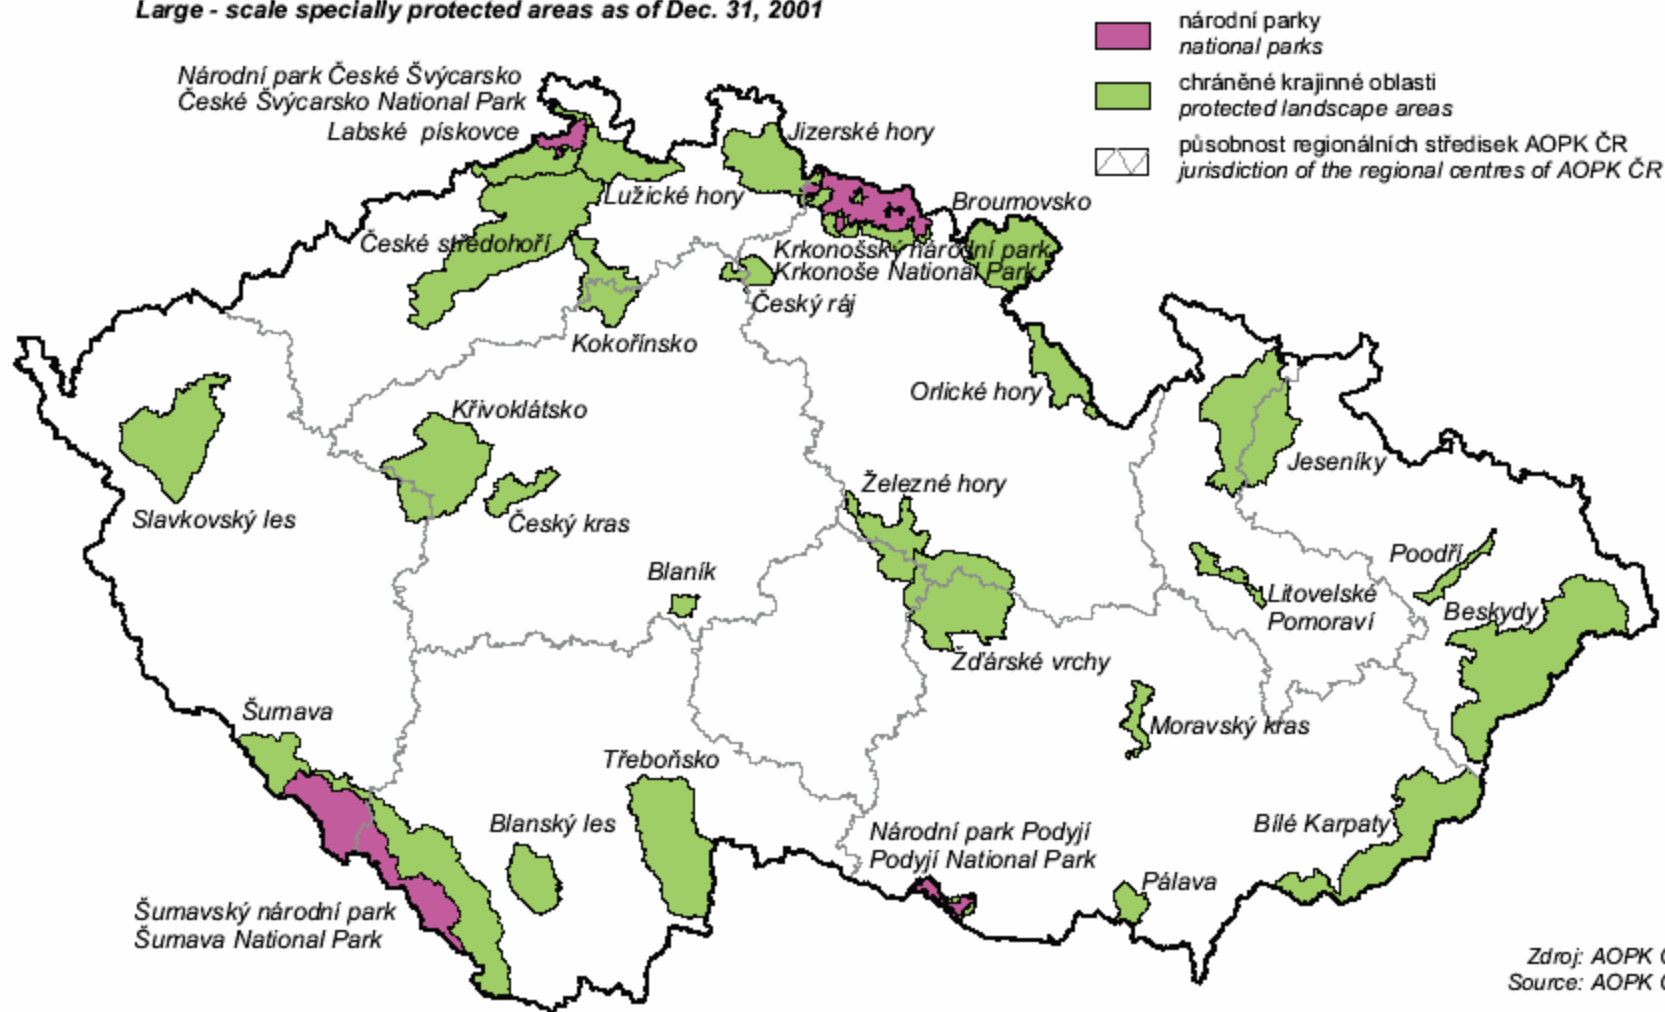 Large - scale specially protected areas as of Dec. 31, 2001
národní parky
national parks
chráněné krajinné oblasti
protected landscape areas
působnost regionálních středisek AOPK ČR
jurisdiction of the regional centres of AOPK ČR
Národní park České Švýcarsko
České Švýcarsko National Park
Labské pískovce
Jizerské hory
Lužické hory
Broumovsko
České středohoří
Krkonošský národní park
Krkonoše National Park
Český ráj
Kokořínsko
Orlické hory
Křivoklátsko
Jeseníky
Železné hory
Slavkovský les
Český kras
Poodří
Blaník
Litovelské
Pomoraví
Beskydy
Žďárské vrchy
Šumava
Moravský kras
Třeboňsko
Blanský les
Národní park Podyjí
Podyjí National Park
Bílé Karpaty
Pálava
Šumavský národní park
Šumava National Park
Zdroj: AOPK
Source: AOPK